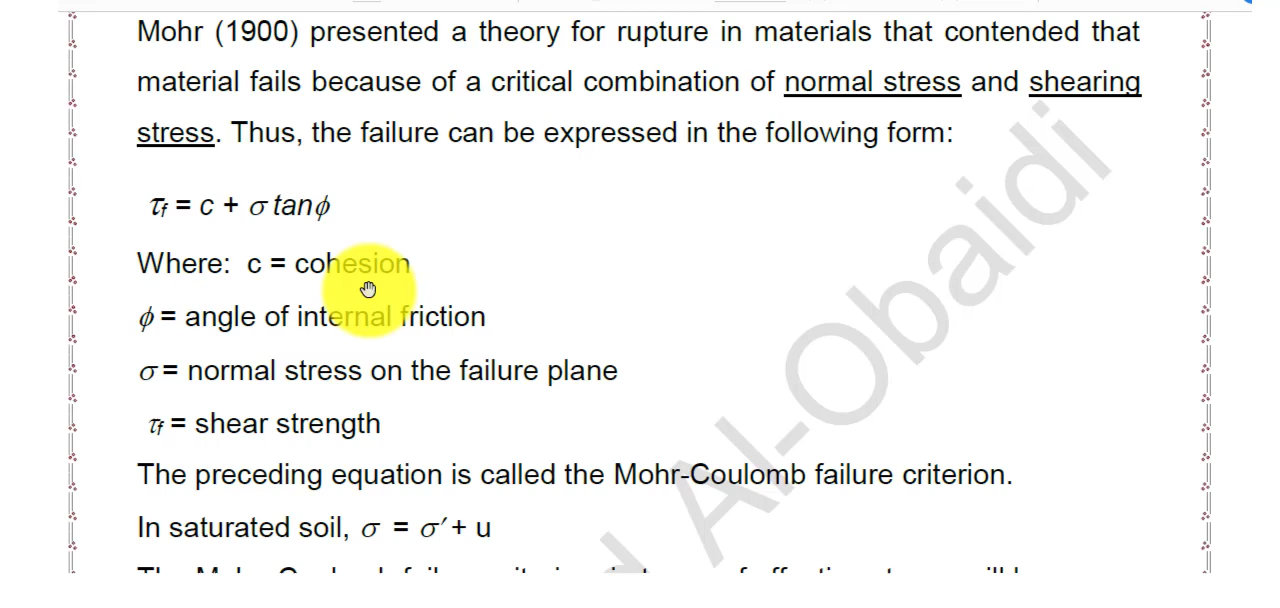 Mohr (1900) presented a theory for rupture in materials that contended that
material fails because of a critical combination of normal stress and shearing
stress. Thus, the failure can be expressed in the following form:
τf = c + σ tanϕ
Where: c = cohesion
ϕ = angle of internal friction
σ = normal stress on the failure plane
τf = shear strength
The preceding equation is called the Mohr-Coulomb failure criterion.
In saturated soil, σ = σ′ + u
Al-Obaidi